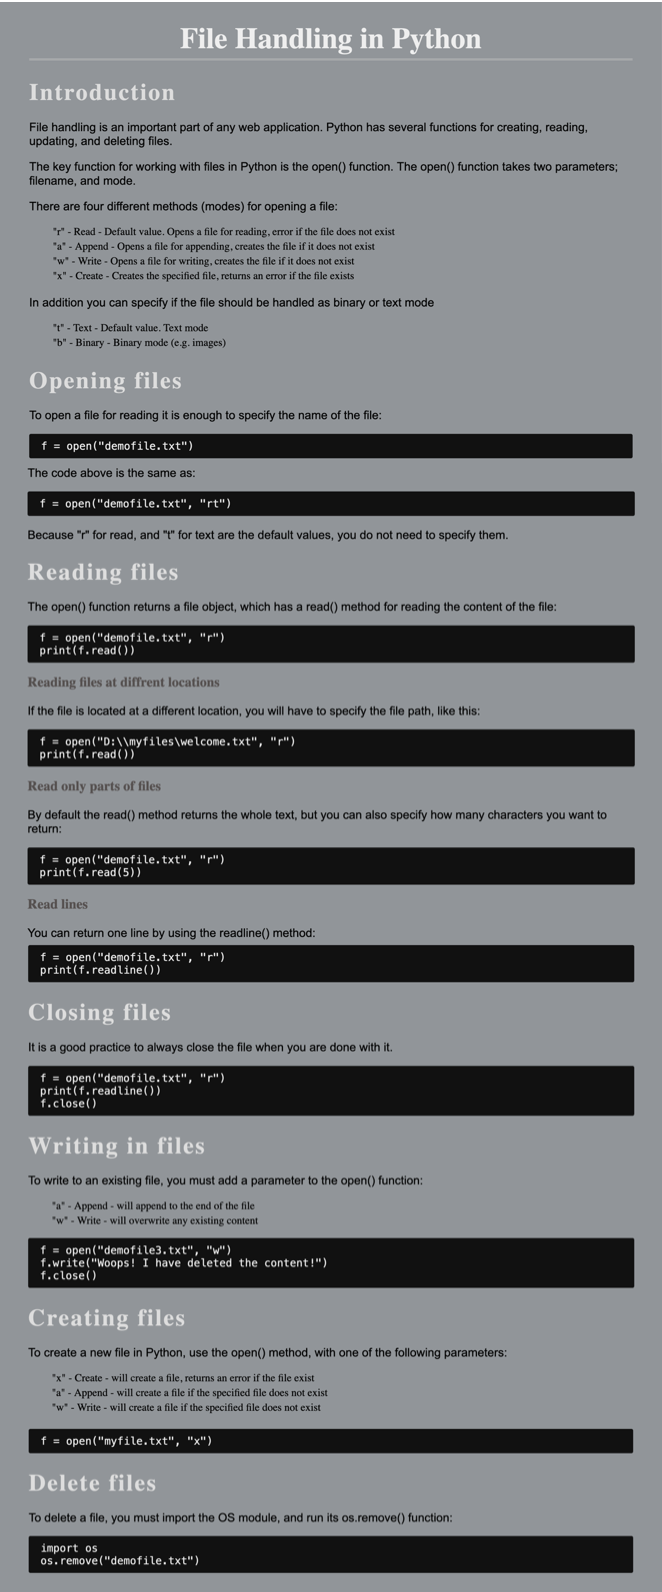 File Handling in Python
Introduction
File handling is an important part of any web application. Python has several functions for creating, reading,
updating, and deleting files.
The key function for working with files in Python is the open() function. The open() function takes two parameters;
filename, and mode.
There are four different methods (modes) for opening a file:
"r" - Read - Default value. Opens a file for reading, error if the file does not exist
"a" - Append - Opens a file for appending, creates the file if it does not exist
"w" - Write - Opens a file for writing, creates the file if it does not exist
"x" - Create - Creates the specified file, returns an error if the file exists
In addition you can specify if the file should be handled as binary or text mode
"t" - Text - Default value. Text mode
"b" - Binary - Binary mode (e.g. images)
Opening files
To open a file for reading it is enough to specify the name of the file:
f = open("demofile.txt")
The code above is the same as:
f = open("demofile.txt", "rt")
Because "r" for read, and "t" for text are the default values, you do not need to specify them.
Reading files
The open() function returns a file object, which has a read() method for reading the content of the file:
f = open("demofile.txt", "r")
print(f.read())
Reading files at diffrent locations
If the file is located at a different location, you will have to specify the file path, like this:
f = open("D:\\myfiles\welcome.txt", "r")
print(f.read())
Read only parts of files
By default the read() method returns the whole text, but you can also specify how many characters you want to
return:
f = open("demofile.txt", "r")
print(f.read(5))
Read lines
You can return one line by using the readline() method:
f = open("demofile.txt", "r")
print(f.readline())
Closing files
It is a good practice to always close the file when you are done with it.
f = open("demofile.txt", "r")
print(f.readline())
f.close()
Writing in files
To write to an existing file, you must add a parameter to the open() function:
"a" - Append - will append to the end of the file
"w" - Write - will overwrite any existing content
f = open("demofile3.txt", "w")
f.write("Woops! I have deleted the content!")
f.close()
Creating files
To create a new file in Python, use the open() method, with one of the following parameters:
"x" - Create - will create a file, returns an error if the file exist
"a" - Append - will create a file if the specified file does not exist
"w" - Write - will create a file if the specified file does not exist
f = open("myfile.txt", "x")
Delete files
To delete a file, you must import the OS module, and run its os.remove() function:
import os
os.remove("demofile.txt")